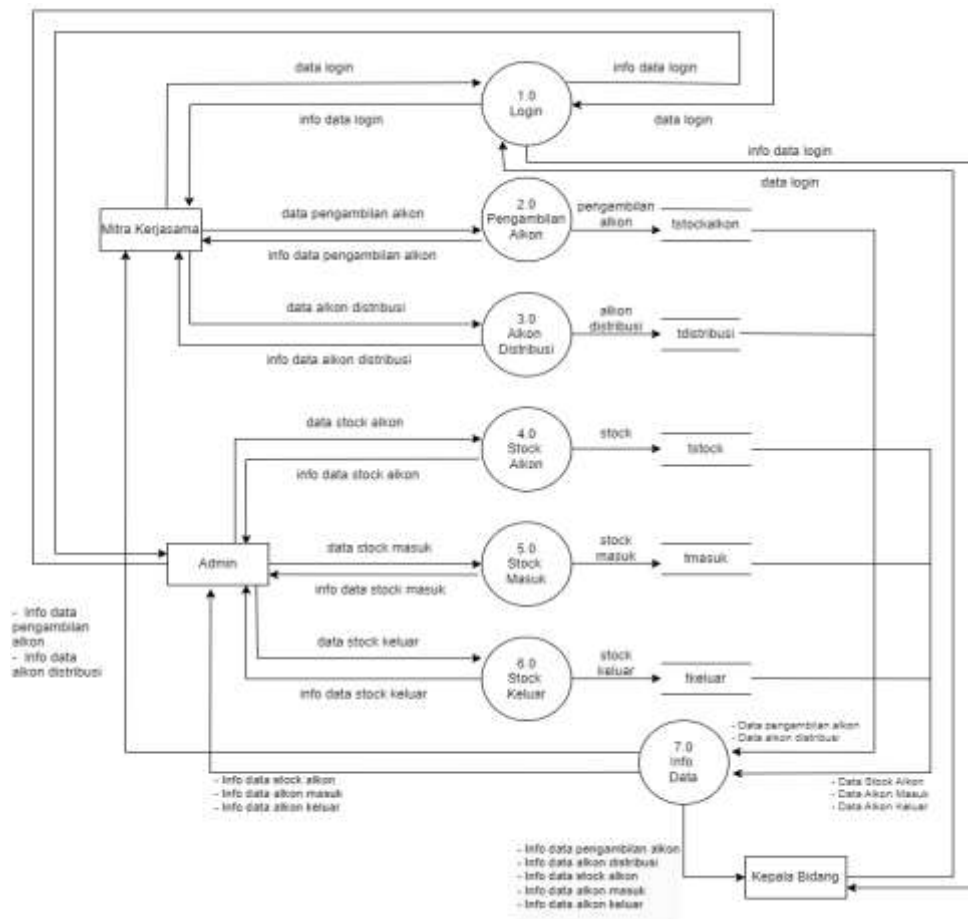 data login
info data login
1.0
Login
info data login
data login
info data login
data login
Mitra Kerjasama
data pengambilan alkon
info data pengambilan alkon
2.0
Pengambilan
Alkon
pengambilan
alkon
tstockalkon
data alkon distribusi
info data alkon distribusi
3.0
Alkon
Distribusi
alkon
distribusi
tdistribusi
data stock alkon
info data stock alkon
4.0
Stock
Alkon
stock
tstock
Admin
data stock masuk
info data stock masuk
5.0
Stock
Masuk
stock
masuk
tmasuk
- Info data
pengambilan
alkon
- Info data
alkon distribusi
data stock keluar
info data stock keluar
6.0
Stock
Keluar
stock
keluar
tkeluar
7.0
Info
Data
- Data pengambilan alkon
- Data alkon distribusi
- Data Stock Alkon
- Data Alkon Masuk
- Data Alkon Keluar
- Info data stock alkon
- Info data alkon masuk
- Info data alkon keluar
- Info data pengambilan alkon
- Info data alkon distribusi
- Info data stock alkon
- Info data alkon masuk
- Info data alkon keluar
Kepala Bidang